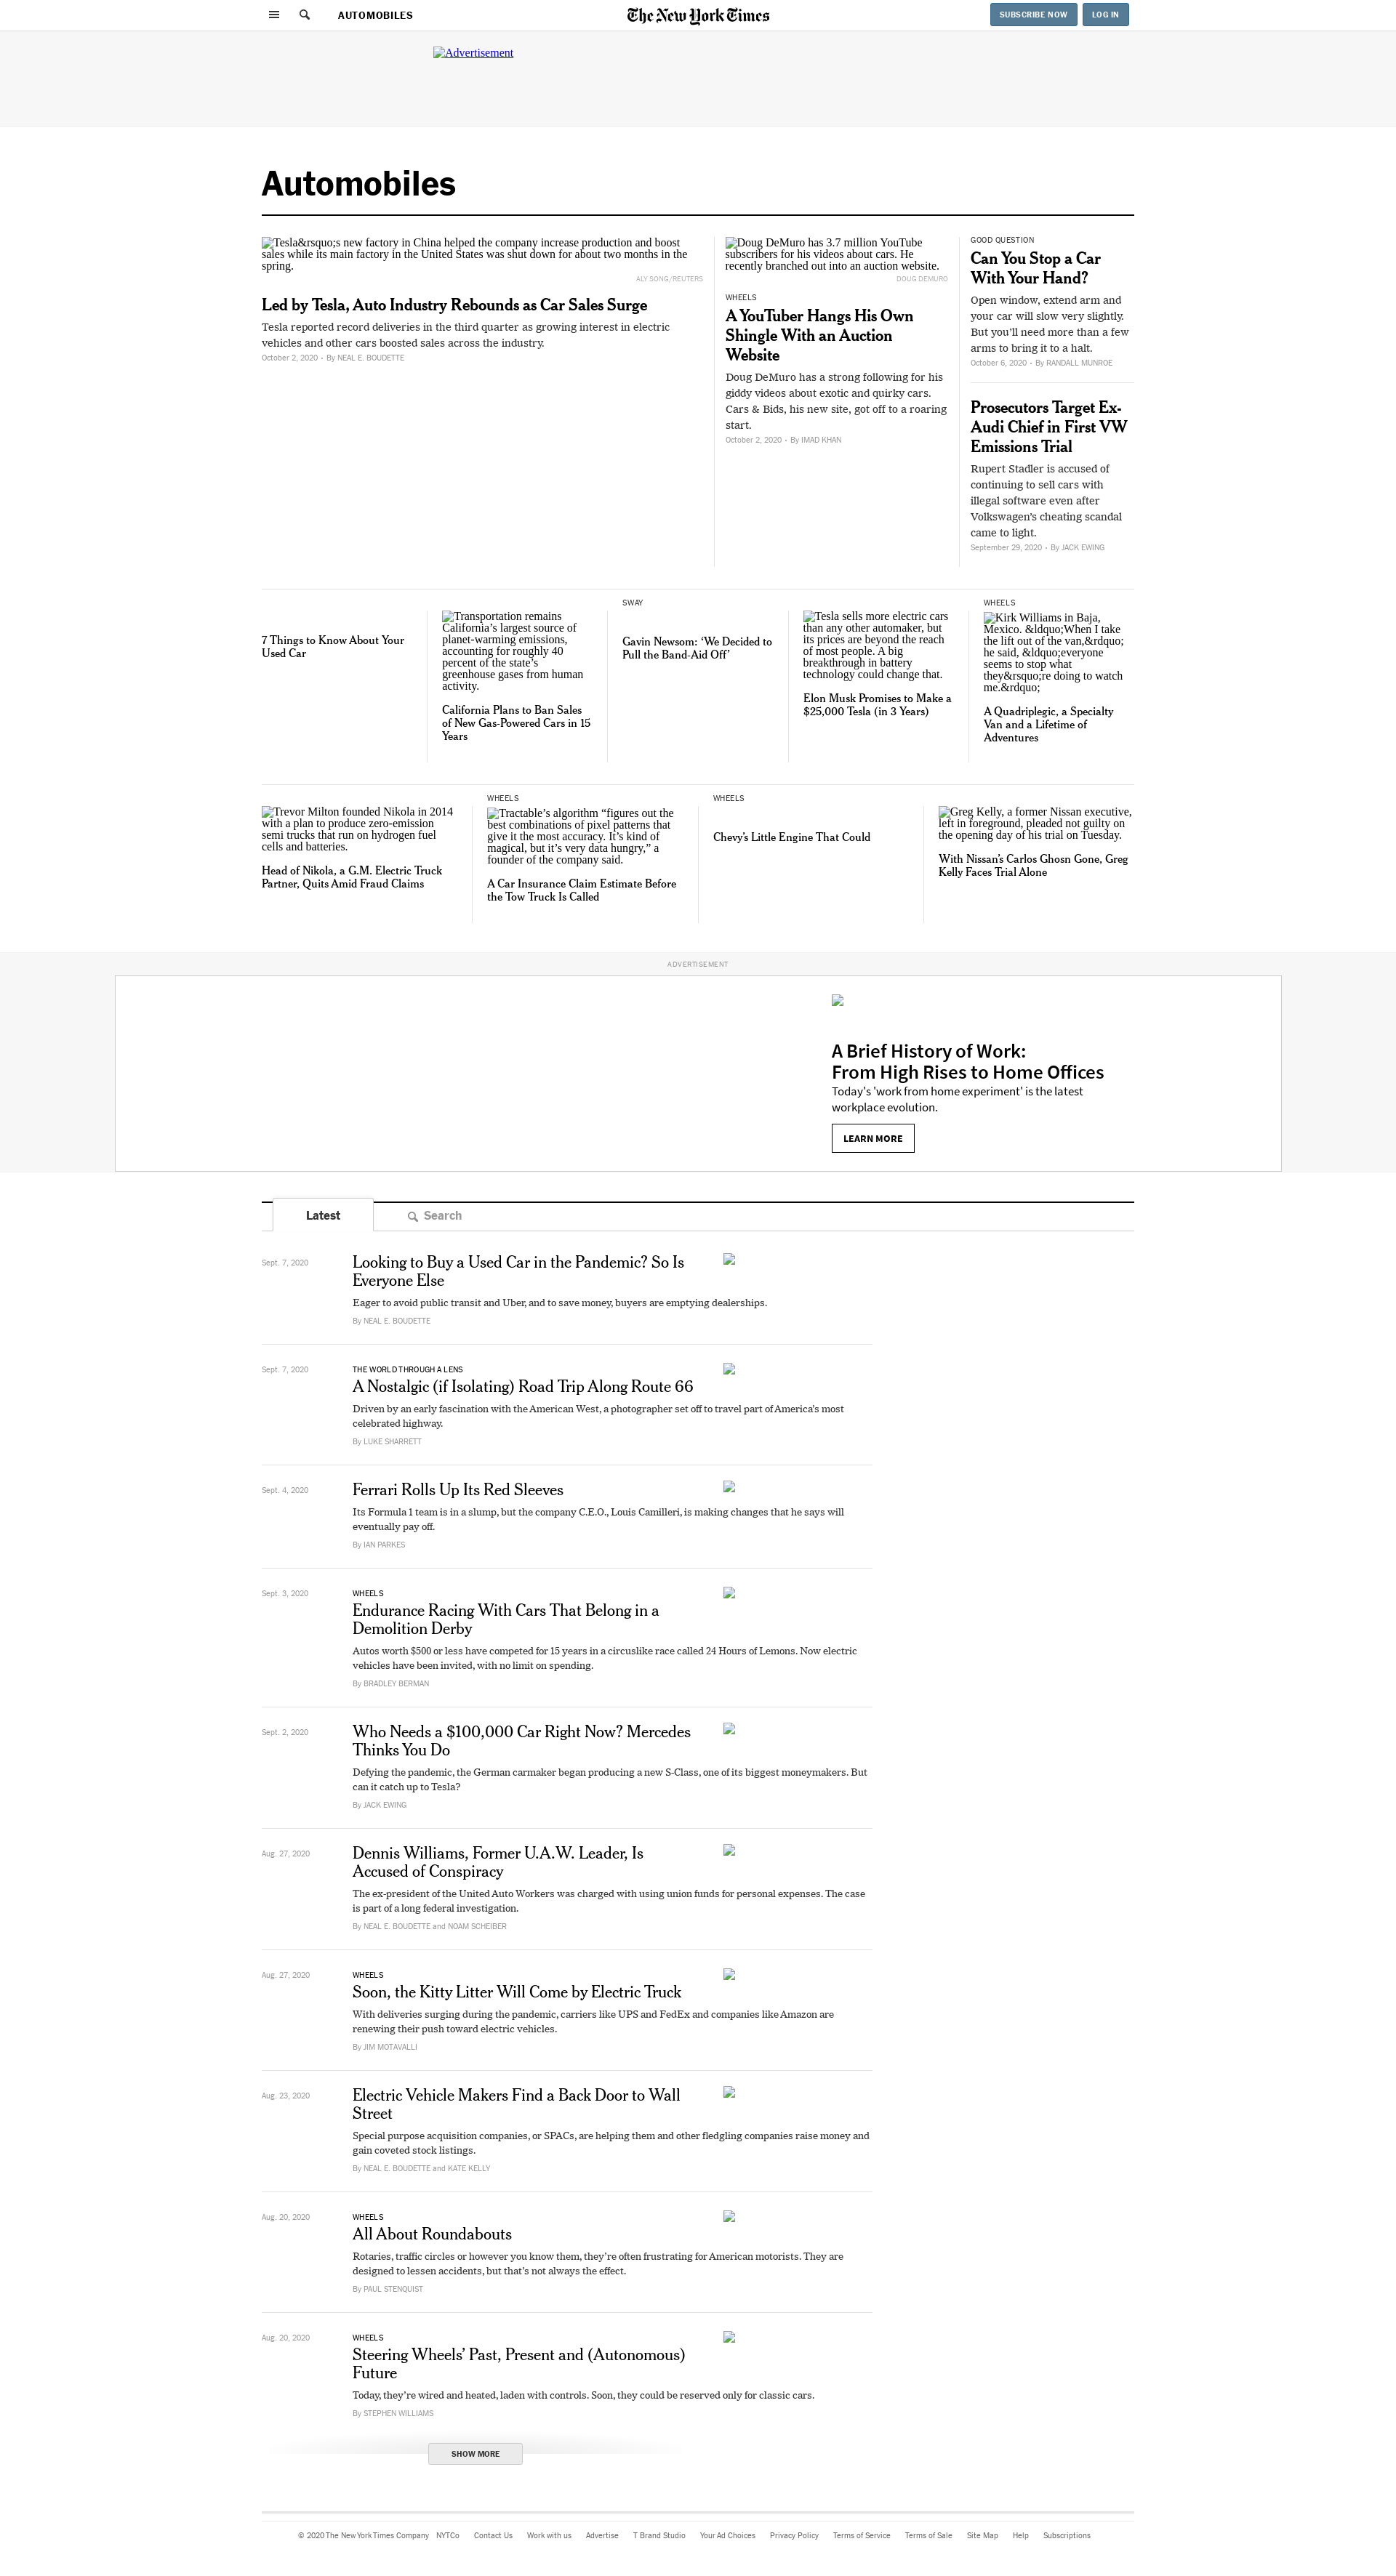 AUTOMOBILES
The New York Times
SUBSCRIBE NOW
LOG IN
Advertisement
Automobiles
Tesla&rsquo;s new factory in China helped the company increase production and boost
sales while its main factory in the United States was shut down for about two months in the
spring.
ALY SONG/REUTERS
Led by Tesla, Auto Industry Rebounds as Car Sales Surge
Tesla reported record deliveries in the third quarter as growing interest in electric
vehicles and other cars boosted sales across the industry.
October 2, 2020 • By NEAL E. BOUDETTE
Doug DeMuro has 3.7 million YouTube
subscribers for his videos about cars. He
recently branched out into an auction website.
DOUG DEMURO
WHEELS
A YouTuber Hangs His Own
Shingle With an Auction
Website
Doug DeMuro has a strong following for his
giddy videos about exotic and quirky cars.
Cars & Bids, his new site, got off to a roaring
start.
October 2, 2020 • By IMAD KHAN
GOOD QUESTION
Can You Stop a Car
With Your Hand?
Open window, extend arm and
your car will slow very slightly.
But you'll need more than a few
arms to bring it to a halt.
October 6, 2020 • By RANDALL MUNROE
Prosecutors Target Ex-
Audi Chief in First VW
Emissions Trial
Rupert Stadler is accused of
continuing to sell cars with
illegal software even after
Volkswagen's cheating scandal
came to light.
September 29, 2020 • By JACK EWING
7 Things to Know About Your
Used Car
Transportation remains
California's largest source of
planet-warming emissions,
accounting for roughly 40
percent of the state's
greenhouse gases from human
activity.
California Plans to Ban Sales
of New Gas-Powered Cars in 15
Years
SWAY
Gavin Newsom: 'We Decided to
Pull the Band-Aid Off'
Tesla sells more electric cars
than any other automaker, but
its prices are beyond the reach
of most people. A big
breakthrough in battery
technology could change that.
Elon Musk Promises to Make a
$25,000 Tesla (in 3 Years)
WHEELS
Kirk Williams in Baja,
Mexico. &ldquo;When I take
the lift out of the van,&rdquo;
he said, &ldquo;everyone
seems to stop what
they&rsquo;re doing to watch
me.&rdquo;
A Quadriplegic, a Specialty
Van and a Lifetime of
Adventures
Trevor Milton founded Nikola in 2014
with a plan to produce zero-emission
semi trucks that run on hydrogen fuel
cells and batteries.
Head of Nikola, a G.M. Electric Truck
Partner, Quits Amid Fraud Claims
WHEELS
Tractable's algorithm “figures out the
best combinations of pixel patterns that
give it the most accuracy. It's kind of
magical, but it's very data hungry,” a
founder of the company said.
A Car Insurance Claim Estimate Before
the Tow Truck Is Called
WHEELS
Chevy's Little Engine That Could
Greg Kelly, a former Nissan executive,
left in foreground, pleaded not guilty on
the opening day of his trial on Tuesday.
With Nissan's Carlos Ghosn Gone, Greg
Kelly Faces Trial Alone
ADVERTISEMENT
A Brief History of Work:
From High Rises to Home Offices
Today's 'work from home experiment' is the latest
workplace evolution.
LEARN MORE
Latest
Search
Sept. 7, 2020
Looking to Buy a Used Car in the Pandemic? So Is
Everyone Else
Eager to avoid public transit and Uber, and to save money, buyers are emptying dealerships.
By NEAL E. BOUDETTE
Sept. 7, 2020
THE WORLD THROUGH A LENS
A Nostalgic (if Isolating) Road Trip Along Route 66
Driven by an early fascination with the American West, a photographer set off to travel part of America's most
celebrated highway.
By LUKE SHARRETT
Sept. 4, 2020
Ferrari Rolls Up Its Red Sleeves
Its Formula 1 team is in a slump, but the company C.E.O., Louis Camilleri, is making changes that he says will
eventually pay off.
By IAN PARKES
Sept. 3, 2020
WHEELS
Endurance Racing With Cars That Belong in a
Demolition Derby
Autos worth $500 or less have competed for 15 years in a circuslike race called 24 Hours of Lemons. Now electric
vehicles have been invited, with no limit on spending.
By BRADLEY BERMAN
Sept. 2, 2020
Who Needs a $100,000 Car Right Now? Mercedes
Thinks You Do
Defying the pandemic, the German carmaker began producing a new S-Class, one of its biggest moneymakers. But
can it catch up to Tesla?
By JACK EWING
Aug. 27, 2020
Dennis Williams, Former U.A.W. Leader, Is
Accused of Conspiracy
The ex-president of the United Auto Workers was charged with using union funds for personal expenses. The case
is part of a long federal investigation.
By NEAL E. BOUDETTE and NOAM SCHEIBER
Aug. 27, 2020
WHEELS
Soon, the Kitty Litter Will Come by Electric Truck
With deliveries surging during the pandemic, carriers like UPS and FedEx and companies like Amazon are
renewing their push toward electric vehicles.
By JIM MOTAVALLI
Aug. 23, 2020
Electric Vehicle Makers Find a Back Door to Wall
Street
Special purpose acquisition companies, or SPACs, are helping them and other fledgling companies raise money and
gain coveted stock listings.
By NEAL E. BOUDETTE and KATE KELLY
Aug. 20, 2020
WHEELS
All About Roundabouts
Rotaries, traffic circles or however you know them, they're often frustrating for American motorists. They are
designed to lessen accidents, but that's not always the effect.
By PAUL STENQUIST
Aug. 20, 2020
WHEELS
Steering Wheels' Past, Present and (Autonomous)
Future
Today, they're wired and heated, laden with controls. Soon, they could be reserved only for classic cars.
By STEPHEN WILLIAMS
SHOW MORE
© 2020 The New York Times Company NYTCo Contact Us Work with us Advertise T Brand Studio Your Ad Choices Privacy Policy Terms of Service Terms of Sale Site Map Help Subscriptions